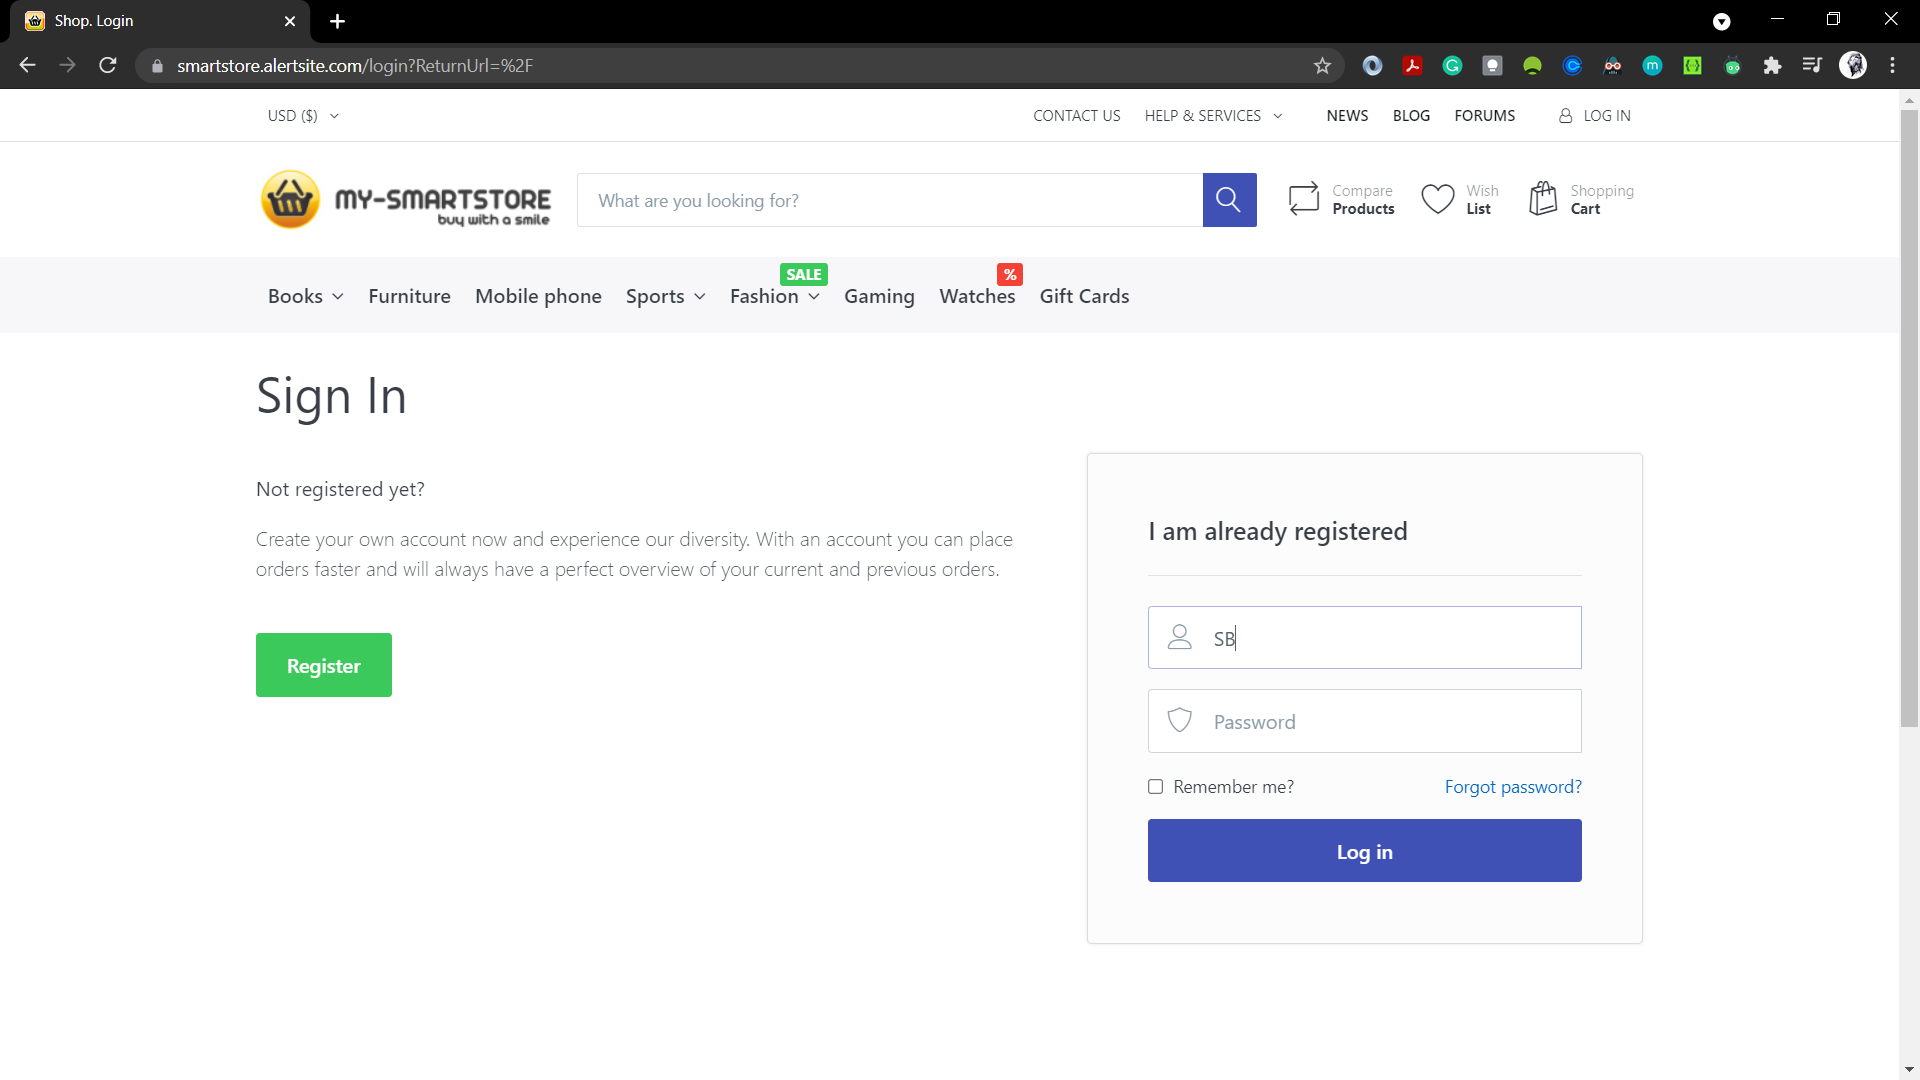 Shop. Login
smartstore.alertsite.com/login?ReturnUrl=%2F
USD ($)
CONTACT US
HELP & SERVICES
NEWS
BLOG
FORUMS
LOG IN
MY-SMARTSTORE
buy with a smile
What are you looking for?
Compare
Products
Wish
List
Shopping
Cart
SALE
%
Books
Furniture
Mobile phone
Sports
Fashion
Gaming
Watches
Gift Cards
Sign In
Not registered yet?
Create your own account now and experience our diversity. With an account you can place
orders faster and will always have a perfect overview of your current and previous orders.
Register
I am already registered
SB
Password
Remember me?
Forgot password?
Log in